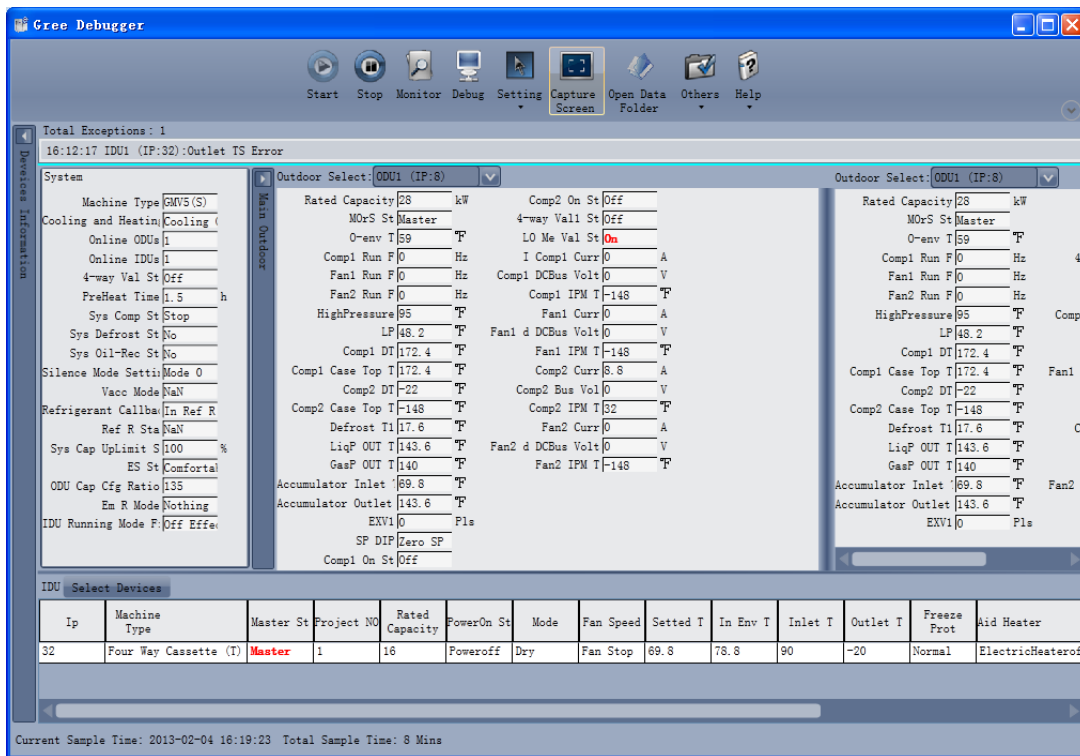 Gree Debugger
Start Stop Monitor Debug Setting Capture Screen Open Data Folder Others Help
Total Exceptions: 1
16:12:17 IDU1 (IP:32):Outlet TS Error
Deveices Information
System
Machine Type GMV5(S)
Cooling and Heatin Cooling
Online ODUs 1
Online IDUs 1
4-way Val St Off
PreHeat Time 1.5 h
Sys Comp St Stop
Sys Defrost St No
Sys Oil-Rec St No
Silence Mode Setti Mode 0
Vacc Mode NaN
Refrigerant Callba In Ref R
Ref R Sta NaN
Sys Cap UpLimit S 100 %
ES St Comforta
ODU Cap Cfg Ratio 135
Em R Mode Nothing
IDU Running Mode F: Off Effe
Main Outdoor
Outdoor Select: ODU1 (IP:8)
Rated Capacity 28 kW
MOrS St Master
O-env T 59 ℉
Comp1 Run F 0 Hz
Fan1 Run F 0 Hz
Fan2 Run F 0 Hz
HighPressure 95 ℉
LP 48.2 ℉
Comp1 DT 172.4 ℉
Comp1 Case Top T 172.4 ℉
Comp2 DT -22 ℉
Comp2 Case Top T -148 ℉
Defrost T1 17.6 ℉
LiqP OUT T 143.6 ℉
GasP OUT T 140 ℉
Accumulator Inlet 69.8 ℉
Accumulator Outlet 143.6 ℉
EXV1 0 Pls
SP DIP Zero SP
Comp1 On St Off
Comp2 On St Off
4-way Val1 St Off
LO Me Val St On
I Comp1 Curr 0 A
Comp1 DCBus Volt 0 V
Comp1 IPM T -148 ℉
Fan1 Curr 0 A
Fan1 d DCBus Volt 0 V
Fan1 IPM T -148 ℉
Comp2 Curr 8.8 A
Comp2 Bus Vol 0 V
Comp2 IPM T 32 ℉
Fan2 Curr 0 A
Fan2 d DCBus Volt 0 V
Fan2 IPM T -148 ℉
Outdoor Select: ODU1 (IP:8)
Rated Capacity 28 kW
MOrS St Master
O-env T 59 ℉
Comp1 Run F 0 Hz
Fan1 Run F 0 Hz
Fan2 Run F 0 Hz
HighPressure 95 ℉
LP 48.2 ℉
Comp1 DT 172.4 ℉
Comp1 Case Top T 172.4 ℉
Comp2 DT -22 ℉
Comp2 Case Top T -148 ℉
Defrost T1 17.6 ℉
LiqP OUT T 143.6 ℉
GasP OUT T 140 ℉
Accumulator Inlet 69.8 ℉
Accumulator Outlet 143.6 ℉
EXV1 0 Pls
4
Comp
Fan1
C
Fan2
IDU Select Devices
Ip Machine Type Master St Project NO Rated Capacity PowerOn St Mode Fan Speed Setted T In Env T Inlet T Outlet T Freeze Prot Aid Heater
32 Four Way Cassette (T) Master 1 16 Poweroff Dry Fan Stop 69.8 78.8 90 -20 Normal ElectricHeaterof
Current Sample Time: 2013-02-04 16:19:23 Total Sample Time: 8 Mins